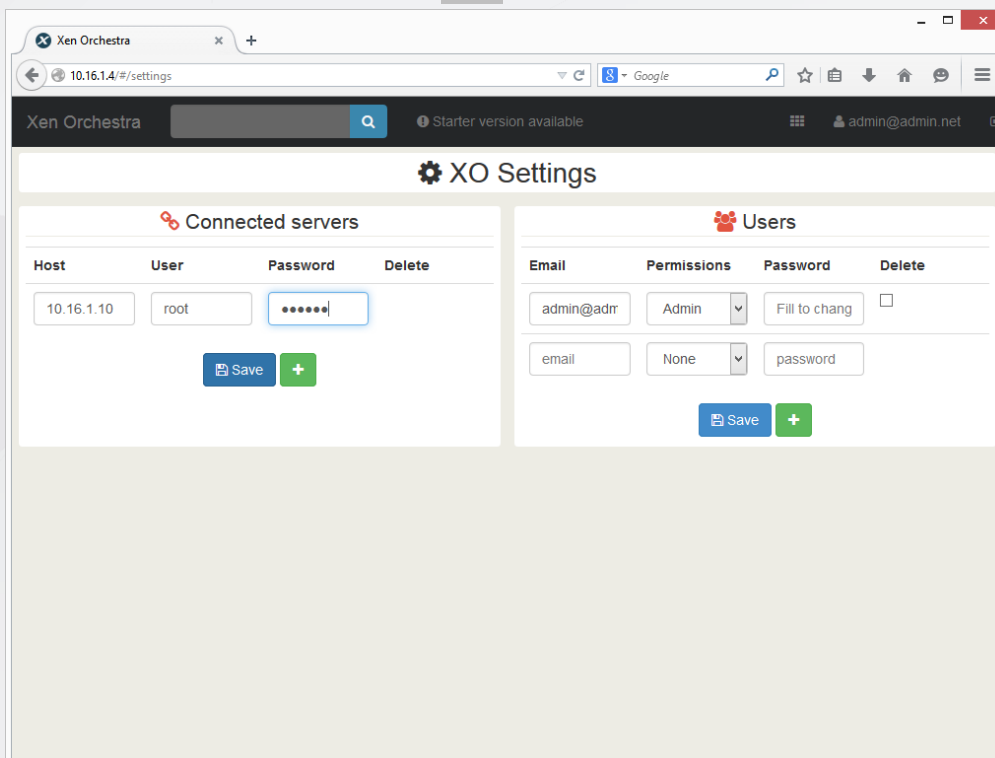 Xen Orchestra
10.16.1.4/#/settings
Google
Xen Orchestra
Starter version available
admin@admin.net
XO Settings
Connected servers
Host User Password Delete
10.16.1.10 root ••••••
Save +
Users
Email Permissions Password Delete
admin@adm Admin Fill to chang
email None password
Save +